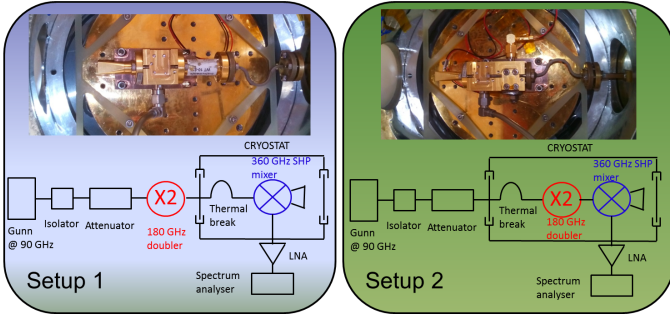 CRYOSTAT
360 GHz SHP
mixer
X2
Gunn
@ 90 GHz
Isolator
Attenuator
180 GHz
doubler
Thermal
break
LNA
Spectrum
analyser
Setup 1
CRYOSTAT
360 GHz SHP
mixer
X2
Gunn
@ 90 GHz
Isolator
Attenuator
Thermal
break
180 GHz
doubler
LNA
Spectrum
analyser
Setup 2